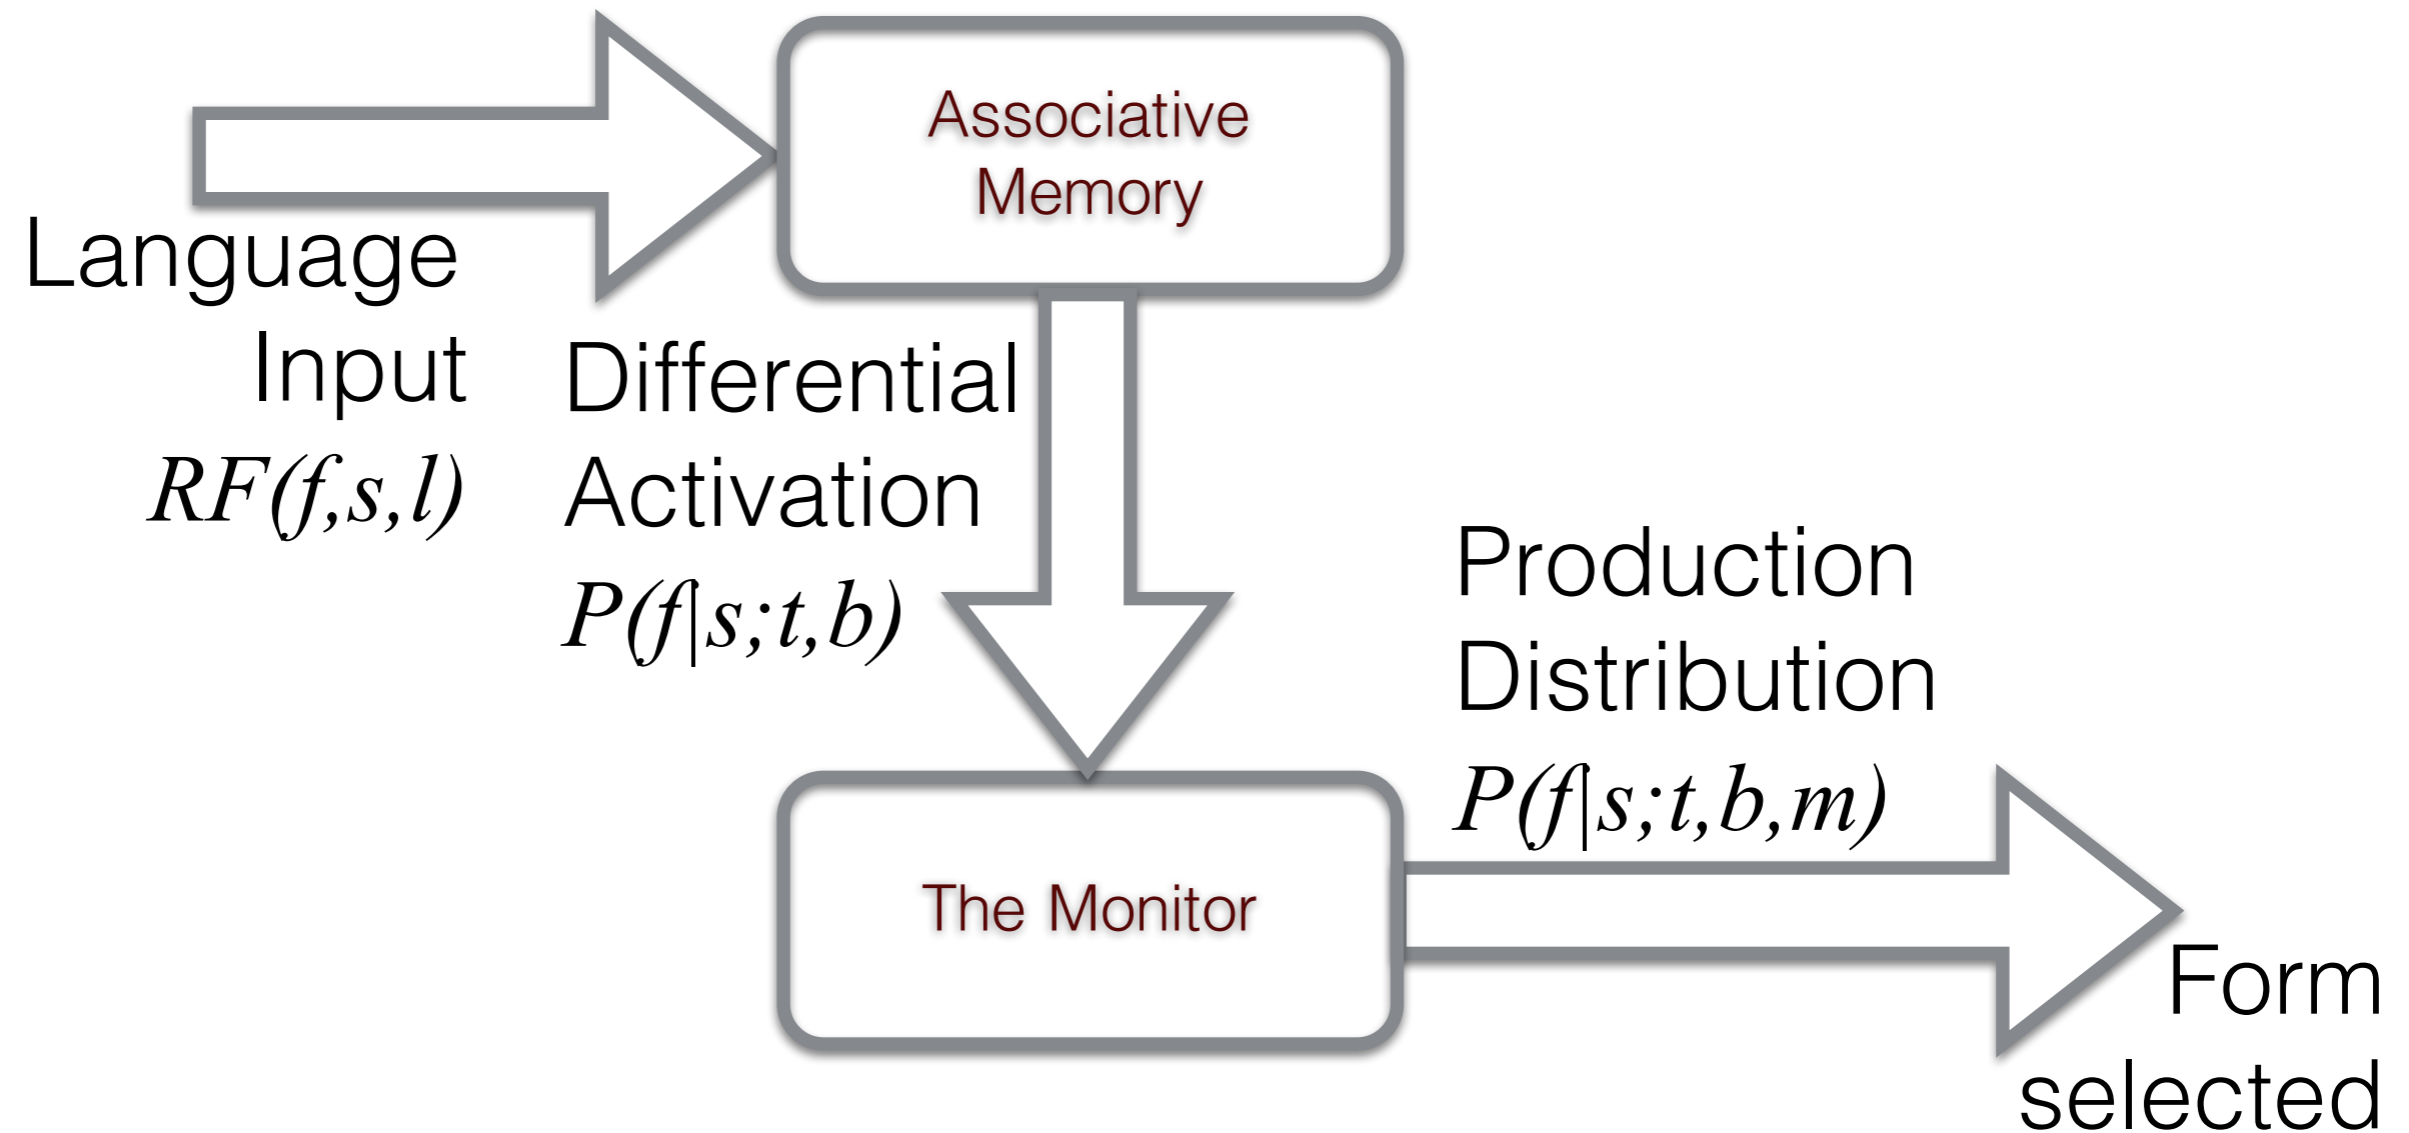 Associative
Memory
Language
Input
RF(f,s,l)
Differential
Activation
P(f|s;t,b)
Production
Distribution
P(f|s;t,b,m)
The Monitor
Form
selected